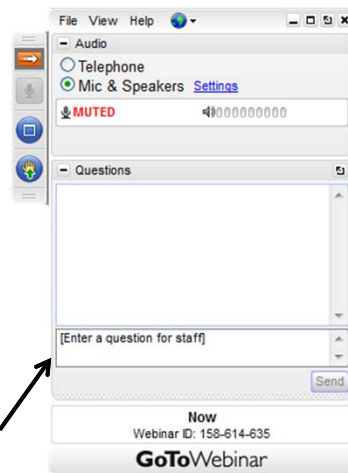 File View Help
Audio
Telephone
Mic & Speakers Settings
MUTED 000000000
Questions
[Enter a question for staff]
Send
Now
Webinar ID: 158-614-635
GoToWebinar